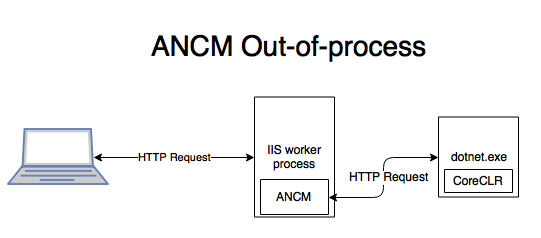 ANCM Out-of-process
HTTP Request
IIS worker
process
ANCM
HTTP Request
dotnet.exe
CoreCLR